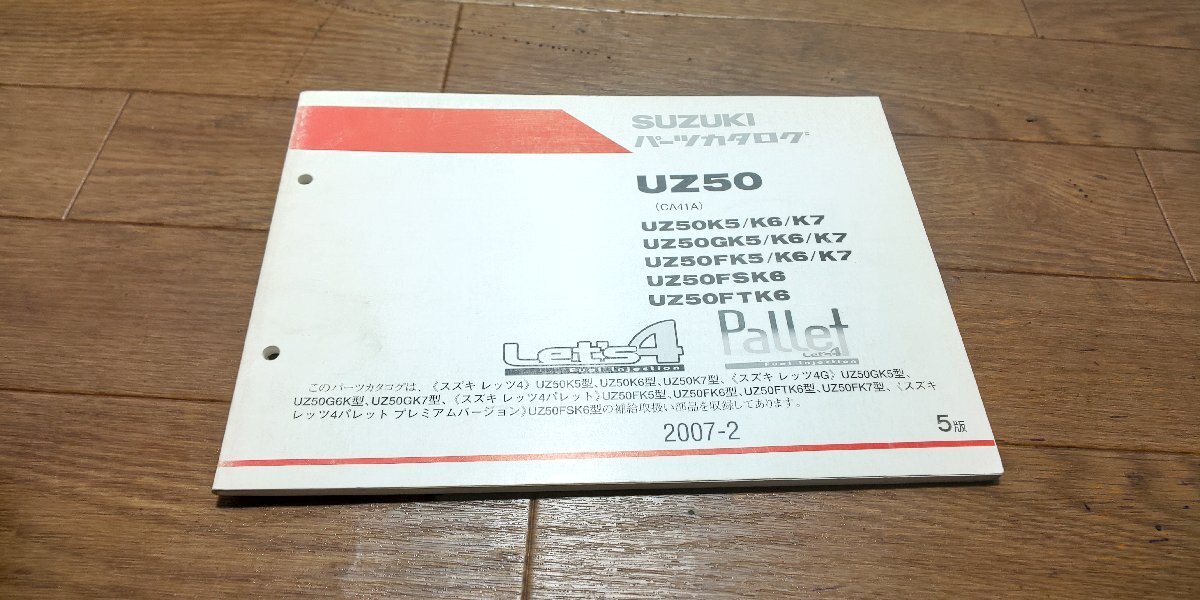 SUZUKI
パーツカタログ
UZ50
(CA41A)
UZ50K5/K6/K7
UZ50GK5/K6/K7
UZ50FK5/K6/K7
UZ50FSK6
UZ50FTK6
Let's4
Fuel Injection
Pallet
Let's4
Fuel Injection
このパーツカタログは、《スズキ レッツ4》UZ50K5型、UZ50K6型、UZ50K7型、《スズキ レッツ4G》UZ50GK5型、
UZ50G6K型、UZ50GK7型、《スズキ レッツ4パレット》UZ50FK5型、UZ50FK6型、UZ50FTK6型、UZ50FK7型、《スズキ
レッツ4パレット プレミアムバージョン》UZ50FSK6型の補給取扱い部品を収録してあります。
2007-2
5版